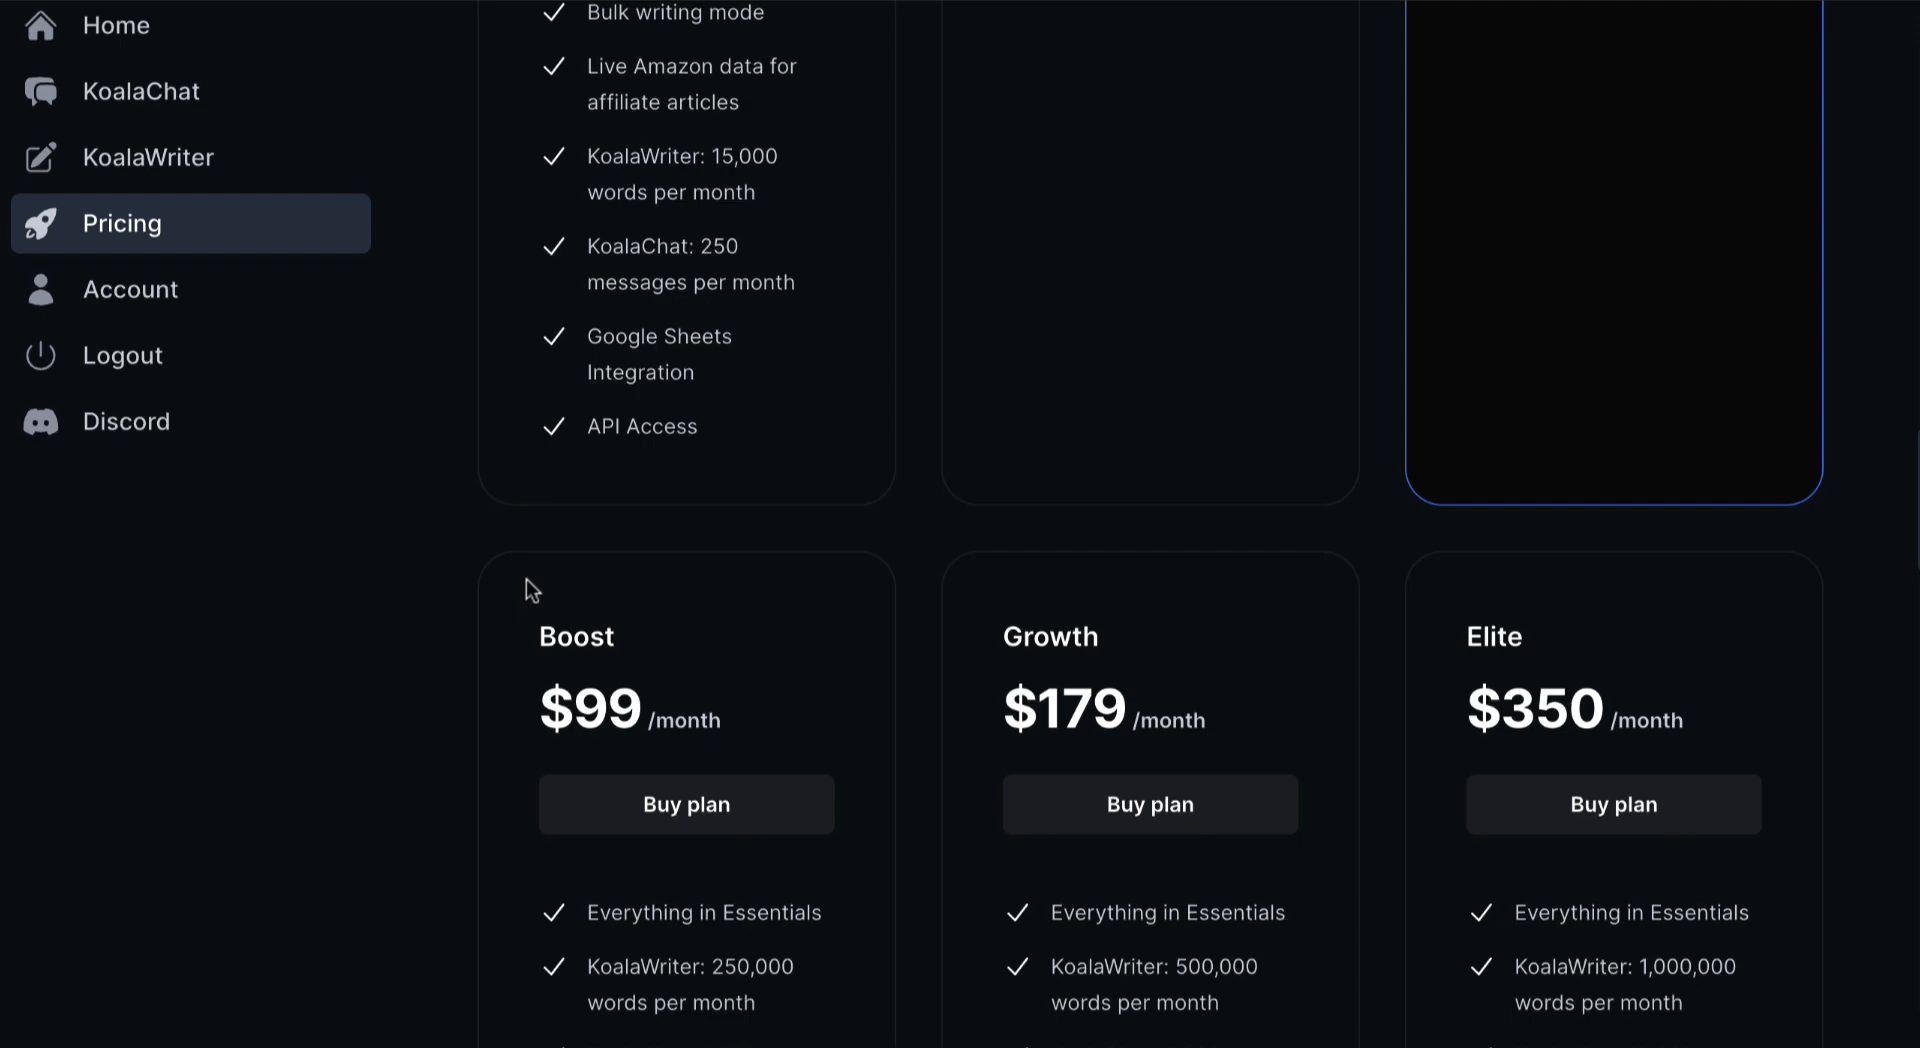 Home
KoalaChat
KoalaWriter
Pricing
Account
Logout
Discord
Bulk writing mode
Live Amazon data for
affiliate articles
KoalaWriter: 15,000
words per month
KoalaChat: 250
messages per month
Google Sheets
Integration
API Access
Boost
$99 /month
Buy plan
Everything in Essentials
KoalaWriter: 250,000
words per month
Growth
$179 /month
Buy plan
Everything in Essentials
KoalaWriter: 500,000
words per month
Elite
$350 /month
Buy plan
Everything in Essentials
KoalaWriter: 1,000,000
words per month